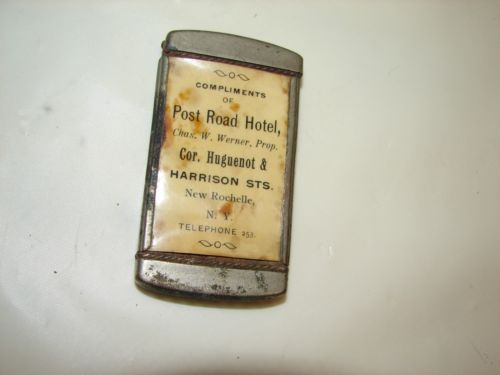 COMPLIMENTS
OF
Post Road Hotel,
Chas. W. Werner, Prop.
Cor. Huguenot &
HARRISON STS.
New Rochelle,
N. Y.
TELEPHONE 253.